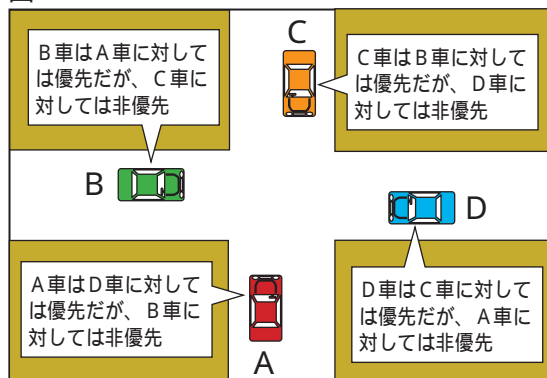 B車はA車に対して
は優先だが、C車に
対しては非優先
C
C車はB車に対して
は優先だが、D車に
対しては非優先
B
D
A車はD車に対して
は優先だが、B車に
対しては非優先
A
D車はC車に対して
は優先だが、A車に
対しては非優先